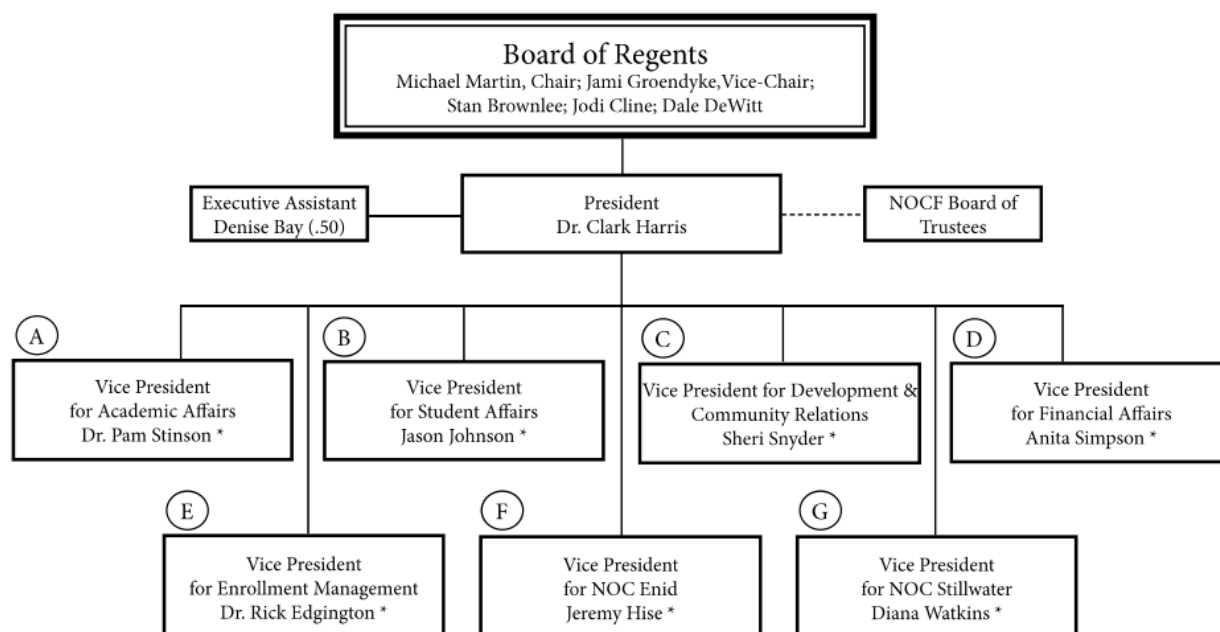 Board of Regents
Michael Martin, Chair; Jami Groendyke,Vice-Chair;
Stan Brownlee; Jodi Cline; Dale DeWitt
Executive Assistant
Denise Bay (.50)
President
Dr. Clark Harris
NOCF Board of
Trustees
A
Vice President
for Academic Affairs
Dr. Pam Stinson *
B
Vice President
for Student Affairs
Jason Johnson *
C
Vice President for Development &
Community Relations
Sheri Snyder *
D
Vice President
for Financial Affairs
Anita Simpson *
E
Vice President
for Enrollment Management
Dr. Rick Edgington *
F
Vice President
for NOC Enid
Jeremy Hise *
G
Vice President
for NOC Stillwater
Diana Watkins *